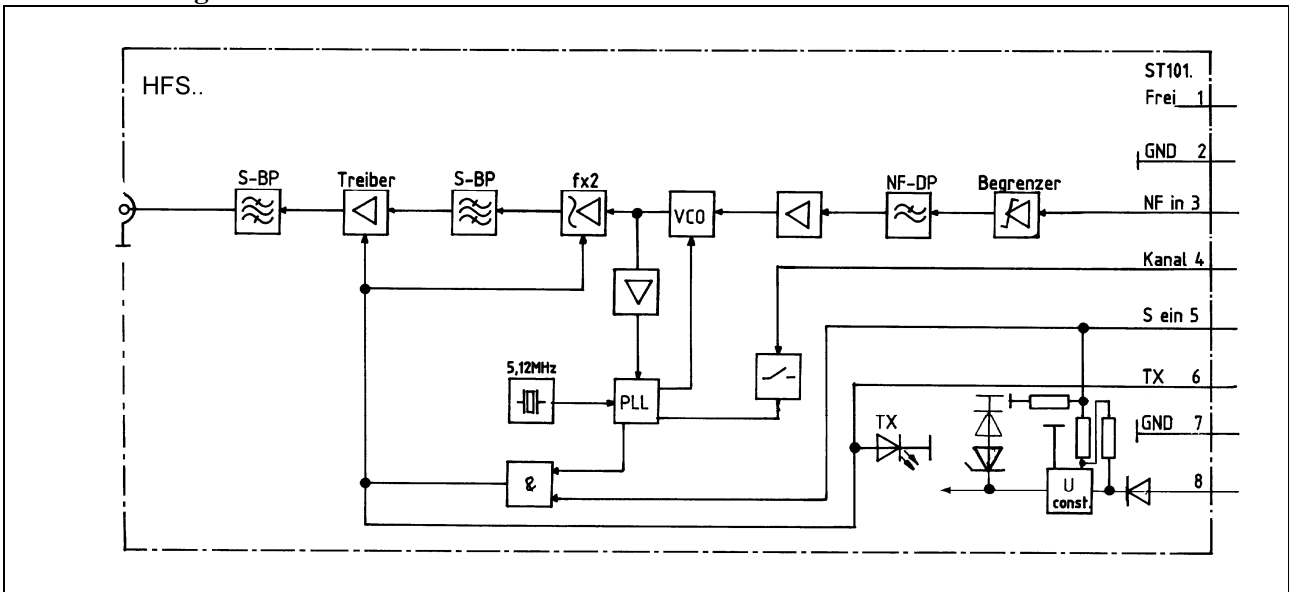 HFS..
ST101.
Frei 1
GND 2
S-BP
Treiber
S-BP
fx2
NF-DP
Begrenzer
NF in 3
VCO
Kanal 4
S ein 5
5,12MHz
TX 6
PLL
TX
GND 7
&
U
const.
8